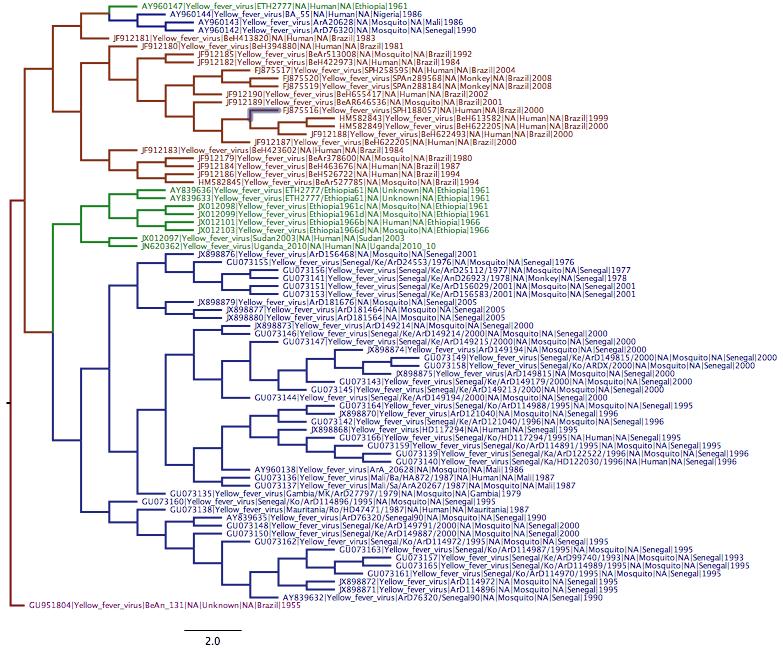 AY960147|Yellow_fever_virus|ETH2777|NA|Human|NA|Ethiopia|1961
AY960144|Yellow_fever_virus|BA_55|NA|Human|NA|Nigeria|1986
AY960143|Yellow_fever_virus|ArA20628|NA|Mosquito|NA|Mali|1986
AY960142|Yellow_fever_virus|ArD76320|NA|Mosquito|NA|Senegal|1990
JF912181|Yellow_fever_virus|BeH413820|NA|Human|NA|Brazil|1983
JF912180|Yellow_fever_virus|BeH394880|NA|Human|NA|Brazil|1981
JF912185|Yellow_fever_virus|BeAr513008|NA|Mosquito|NA|Brazil|1992
JF912182|Yellow_fever_virus|BeH422973|NA|Human|NA|Brazil|1984
FJ875517|Yellow_fever_virus|SPH258595|NA|Human|NA|Brazil|2004
FJ875520|Yellow_fever_virus|SPAn289568|NA|Monkey|NA|Brazil|2008
FJ875519|Yellow_fever_virus|SPAn288184|NA|Monkey|NA|Brazil|2008
JF912190|Yellow_fever_virus|BeH655417|NA|Human|NA|Brazil|2002
JF912189|Yellow_fever_virus|BeAR646536|NA|Mosquito|NA|Brazil|2001
FJ875516|Yellow_fever_virus|SPH188057|NA|Human|NA|Brazil|2000
HM582843|Yellow_fever_virus|BeH613582|NA|Human|NA|Brazil|1999
HM582849|Yellow_fever_virus|BeH622205|NA|Human|NA|Brazil|2000
JF912188|Yellow_fever_virus|BeH622493|NA|Human|NA|Brazil|2000
JF912187|Yellow_fever_virus|BeH622205|NA|Human|NA|Brazil|2000
JF912183|Yellow_fever_virus|BeH423602|NA|Human|NA|Brazil|1984
JF912179|Yellow_fever_virus|BeAr378600|NA|Mosquito|NA|Brazil|1980
JF912184|Yellow_fever_virus|BeH463676|NA|Human|NA|Brazil|1987
JF912186|Yellow_fever_virus|BeH526722|NA|Human|NA|Brazil|1994
HM582845|Yellow_fever_virus|BeAr527785|NA|Mosquito|NA|Brazil|1994
AY839636|Yellow_fever_virus|ETH2777/Ethiopia61|NA|Unknown|NA|Ethiopia|1961
AY839633|Yellow_fever_virus|ETH2777/Ethiopia61|NA|Unknown|NA|Ethiopia|1961
JX012098|Yellow_fever_virus|Ethiopia1961c|NA|Mosquito|NA|Ethiopia|1961
JX012099|Yellow_fever_virus|Ethiopia1961d|NA|Mosquito|NA|Ethiopia|1961
JX012101|Yellow_fever_virus|Ethiopia1966b|NA|Human|NA|Ethiopia|1966
JX012103|Yellow_fever_virus|Ethiopia1966d|NA|Mosquito|NA|Ethiopia|1966
JX012097|Yellow_fever_virus|Sudan2003|NA|Human|NA|Sudan|2003
JN620362|Yellow_fever_virus|Uganda_2010|NA|Human|NA|Uganda|2010_10
JX898876|Yellow_fever_virus|ArD156468|NA|Mosquito|NA|Senegal|2001
GU073155|Yellow_fever_virus|Senegal/Ke/ArD24553/1976|NA|Mosquito|NA|Senegal|1976
GU073156|Yellow_fever_virus|Senegal/Ke/ArD25112/1977|NA|Mosquito|NA|Senegal|1977
GU073141|Yellow_fever_virus|Senegal/Ke/ArD26923/1978|NA|Monkey|NA|Senegal|1978
GU073151|Yellow_fever_virus|Senegal/Ke/ArD156029/2001|NA|Mosquito|NA|Senegal|2001
GU073153|Yellow_fever_virus|Senegal/Ke/ArD156583/2001|NA|Mosquito|NA|Senegal|2001
JX898879|Yellow_fever_virus|ArD181676|NA|Mosquito|NA|Senegal|2005
JX898877|Yellow_fever_virus|ArD181464|NA|Mosquito|NA|Senegal|2005
JX898880|Yellow_fever_virus|ArD181564|NA|Mosquito|NA|Senegal|2005
JX898873|Yellow_fever_virus|ArD149214|NA|Mosquito|NA|Senegal|2000
GU073146|Yellow_fever_virus|Senegal/Ke/ArD149214/2000|NA|Mosquito|NA|Senegal|2000
GU073147|Yellow_fever_virus|Senegal/Ke/ArD149215/2000|NA|Mosquito|NA|Senegal|2000
JX898874|Yellow_fever_virus|ArD149194|NA|Mosquito|NA|Senegal|2000
GU073149|Yellow_fever_virus|Senegal/Ke/ArD149815/2000|NA|Mosquito|NA|Senegal|2000
GU073158|Yellow_fever_virus|Senegal/Ke/ARDX/2000|NA|Mosquito|NA|Senegal|2000
JX898875|Yellow_fever_virus|ArD149815|NA|Mosquito|NA|Senegal|2000
GU073143|Yellow_fever_virus|Senegal/Ke/ArD149179/2000|NA|Mosquito|NA|Senegal|2000
GU073145|Yellow_fever_virus|Senegal/Ke/ArD149213/2000|NA|Mosquito|NA|Senegal|2000
GU073144|Yellow_fever_virus|Senegal/Ke/ArD149194/2000|NA|Mosquito|NA|Senegal|2000
GU073164|Yellow_fever_virus|Senegal/Ko/ArD114988/1995|NA|Mosquito|NA|Senegal|1995
JX898870|Yellow_fever_virus|ArD121040|NA|Mosquito|NA|Senegal|1996
GU073142|Yellow_fever_virus|Senegal/Ke/ArD121040/1996|NA|Mosquito|NA|Senegal|1996
JX898868|Yellow_fever_virus|HD117294|NA|Human|NA|Senegal|1995
GU073166|Yellow_fever_virus|Senegal/Ko/HD117294/1995|NA|Human|NA|Senegal|1995
GU073159|Yellow_fever_virus|Senegal/Ko/ArD114891/1995|NA|Mosquito|NA|Senegal|1995
GU073139|Yellow_fever_virus|Senegal/Ka/ArD122522/1996|NA|Mosquito|NA|Senegal|1996
GU073140|Yellow_fever_virus|Senegal/Ka/HD122030/1996|NA|Human|NA|Senegal|1996
AY960138|Yellow_fever_virus|ArA_20628|NA|Mosquito|NA|Mali|1986
GU073136|Yellow_fever_virus|Mali/Ba/HA872/1987|NA|Human|NA|Mali|1987
GU073137|Yellow_fever_virus|Mali/Sa/ArA20267/1987|NA|Mosquito|NA|Mali|1987
GU073135|Yellow_fever_virus|Gambia/MK/ArD27797/1979|NA|Mosquito|NA|Gambia|1979
GU073160|Yellow_fever_virus|Senegal/Ko/ArD114896/1995|NA|Mosquito|NA|Senegal|1995
GU073138|Yellow_fever_virus|Mauritania/Ro/HD47471/1987|NA|Human|NA|Mauritania|1987
AY839635|Yellow_fever_virus|ArD76320/Senegal90|NA|Mosquito|NA|Senegal|1990
GU073148|Yellow_fever_virus|Senegal/Ke/ArD149791/2000|NA|Mosquito|NA|Senegal|2000
GU073150|Yellow_fever_virus|Senegal/Ke/ArD149887/2000|NA|Mosquito|NA|Senegal|2000
GU073162|Yellow_fever_virus|Senegal/Ko/ArD114972/1995|NA|Mosquito|NA|Senegal|1995
GU073163|Yellow_fever_virus|Senegal/Ko/ArD114987/1995|NA|Mosquito|NA|Senegal|1995
GU073157|Yellow_fever_virus|Senegal/Ke/ArD99740/1993|NA|Mosquito|NA|Senegal|1993
GU073165|Yellow_fever_virus|Senegal/Ko/ArD114989/1995|NA|Mosquito|NA|Senegal|1995
GU073161|Yellow_fever_virus|Senegal/Ko/ArD114970/1995|NA|Mosquito|NA|Senegal|1995
JX898872|Yellow_fever_virus|ArD114972|NA|Mosquito|NA|Senegal|1995
JX898871|Yellow_fever_virus|ArD114896|NA|Mosquito|NA|Senegal|1995
AY839632|Yellow_fever_virus|ArD76320/Senegal90|NA|Mosquito|NA|Senegal|1990
GU951804|Yellow_fever_virus|BeAn_131|NA|Unknown|NA|Brazil|1955
2.0